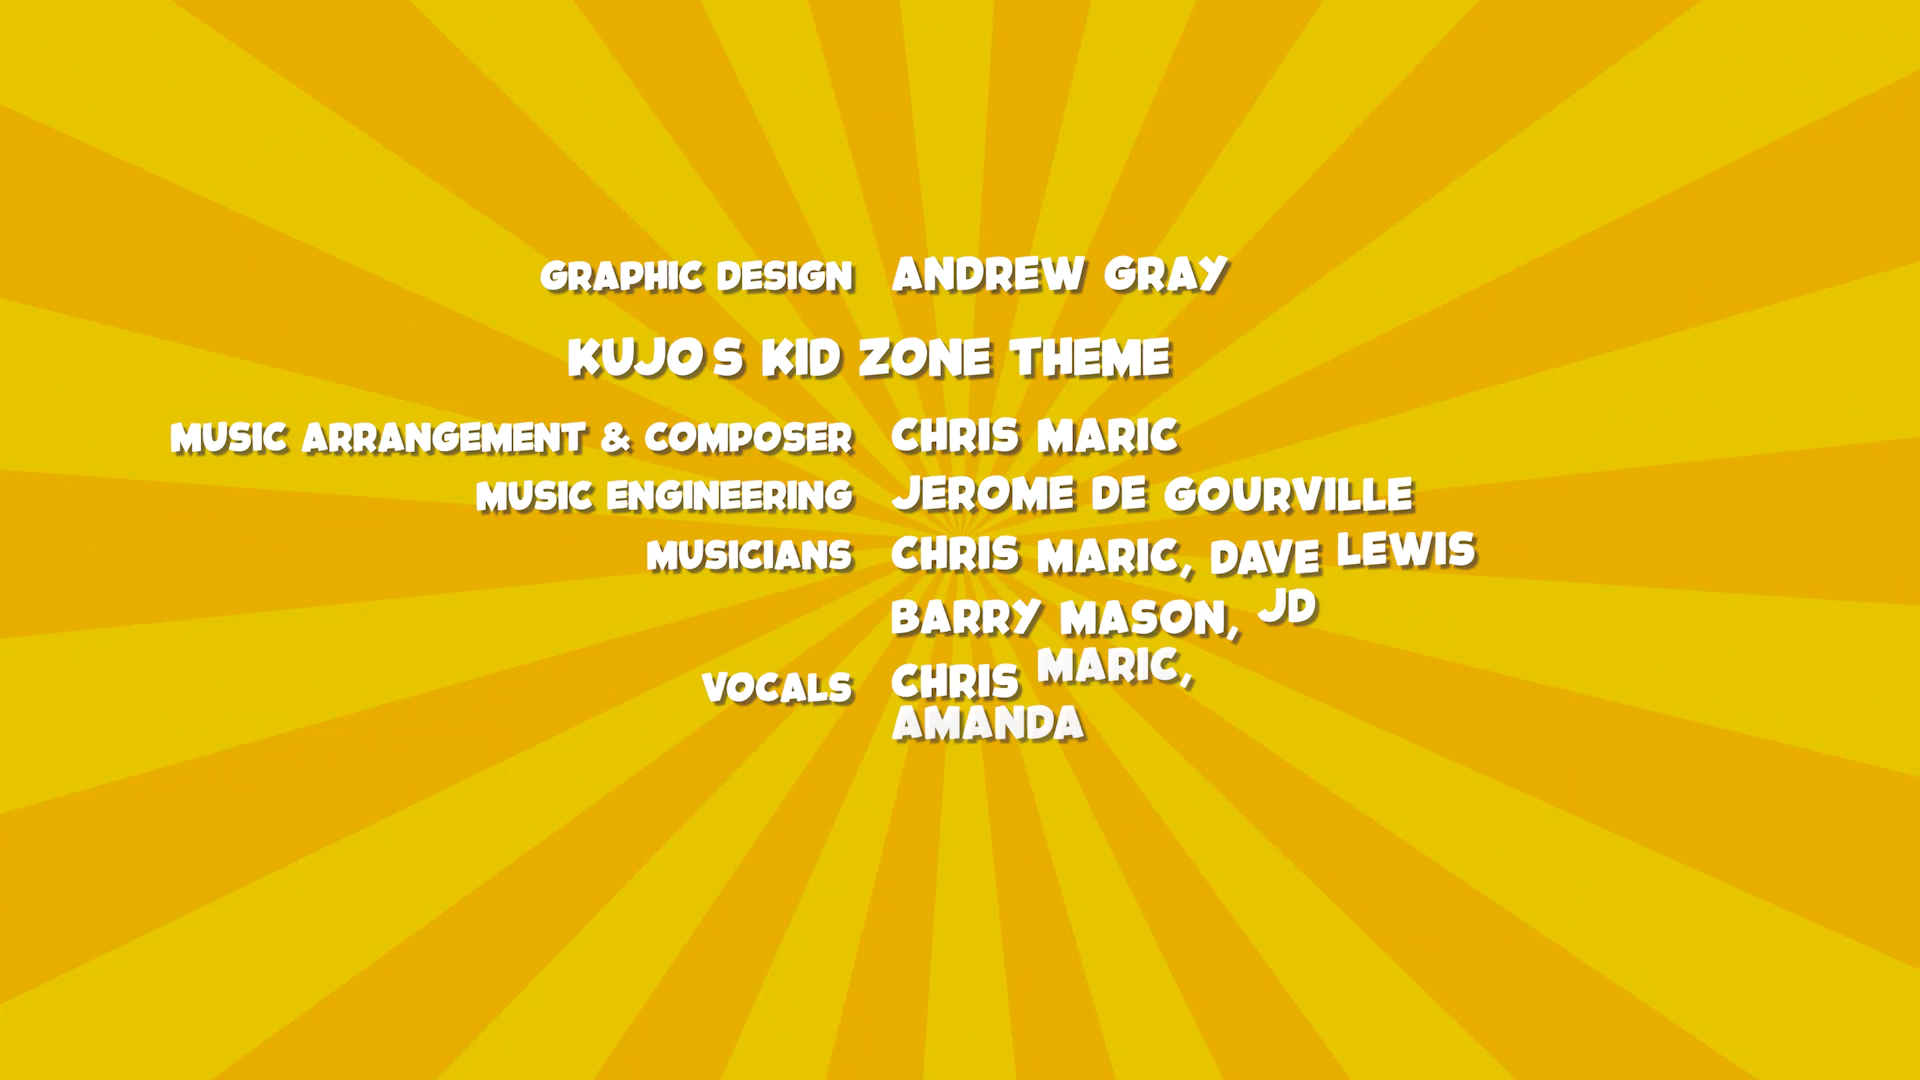 GRAPHIC DESIGN ANDREW GRAY
KUJO S KID ZONE THEME
MUSIC ARRANGEMENT & COMPOSER CHRIS MARIC
MUSIC ENGINEERING JEROME DE GOURVILLE
MUSICIANS CHRIS MARIC, DAVE LEWIS
BARRY MASON, JD
VOCALS CHRIS MARIC,
AMANDA